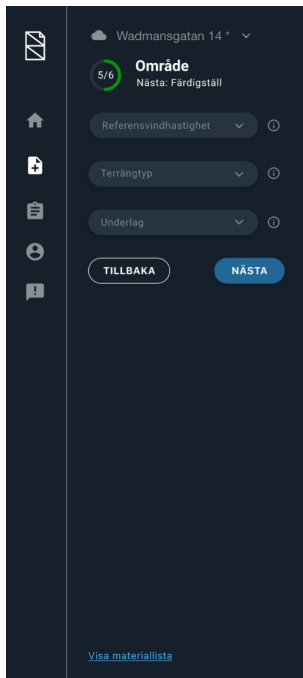 Wadmansgatan 14 *
5/6
Område
Nästa: Färdigställ
Referensvindhastighet
Terrängtyp
Underlag
TILLBAKA
NÄSTA
Visa materiallista